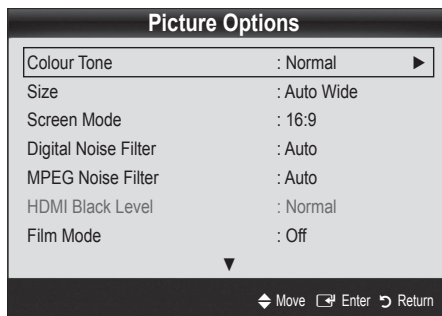 Picture Options
Colour Tone : Normal ►
Size : Auto Wide
Screen Mode : 16:9
Digital Noise Filter : Auto
MPEG Noise Filter : Auto
HDMI Black Level : Normal
Film Mode : Off
▼
Move Enter Return